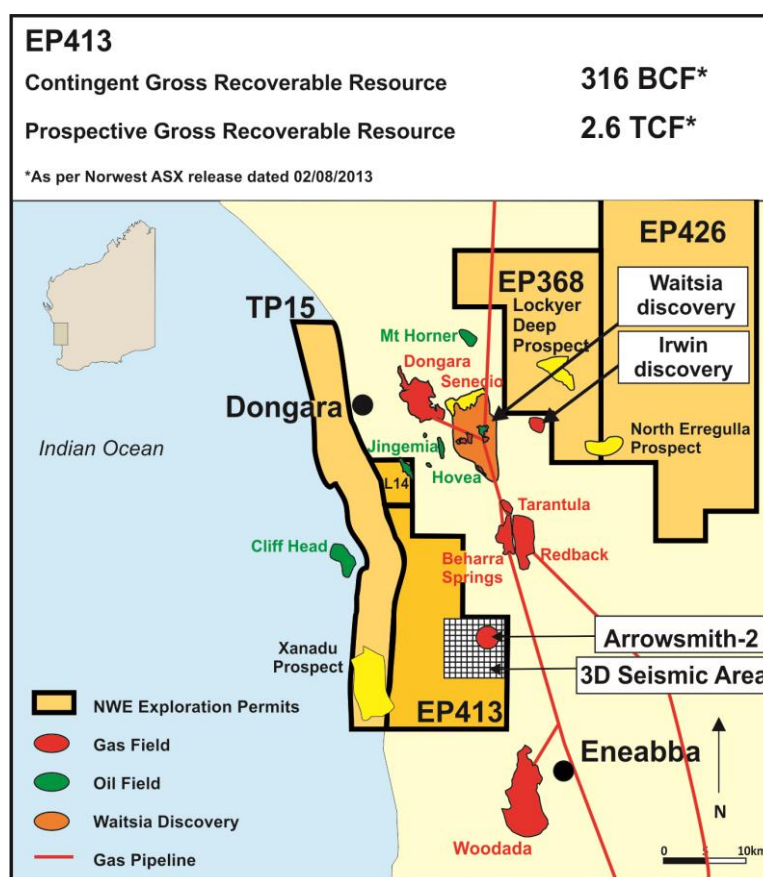 EP413
Contingent Gross Recoverable Resource 316 BCF*
Prospective Gross Recoverable Resource 2.6 TCF*
*As per Norwest ASX release dated 02/08/2013
EP426
EP368
Waitsia
discovery
TP15
Lockyer
Deep
Prospect
Mt Horner
Irwin
discovery
Dongara
Senecio
Dongara
Indian Ocean
North Erregulla
Prospect
Jingemia
Hovea
L14
Tarantula
Cliff Head
Beharra
Springs
Redback
Arrowsmith-2
Xanadu
Prospect
3D Seismic Area
EP413
NWE Exploration Permits
Gas Field
Oil Field
Waitsia Discovery
Gas Pipeline
Eneabba
N
Woodada
0 5 10km